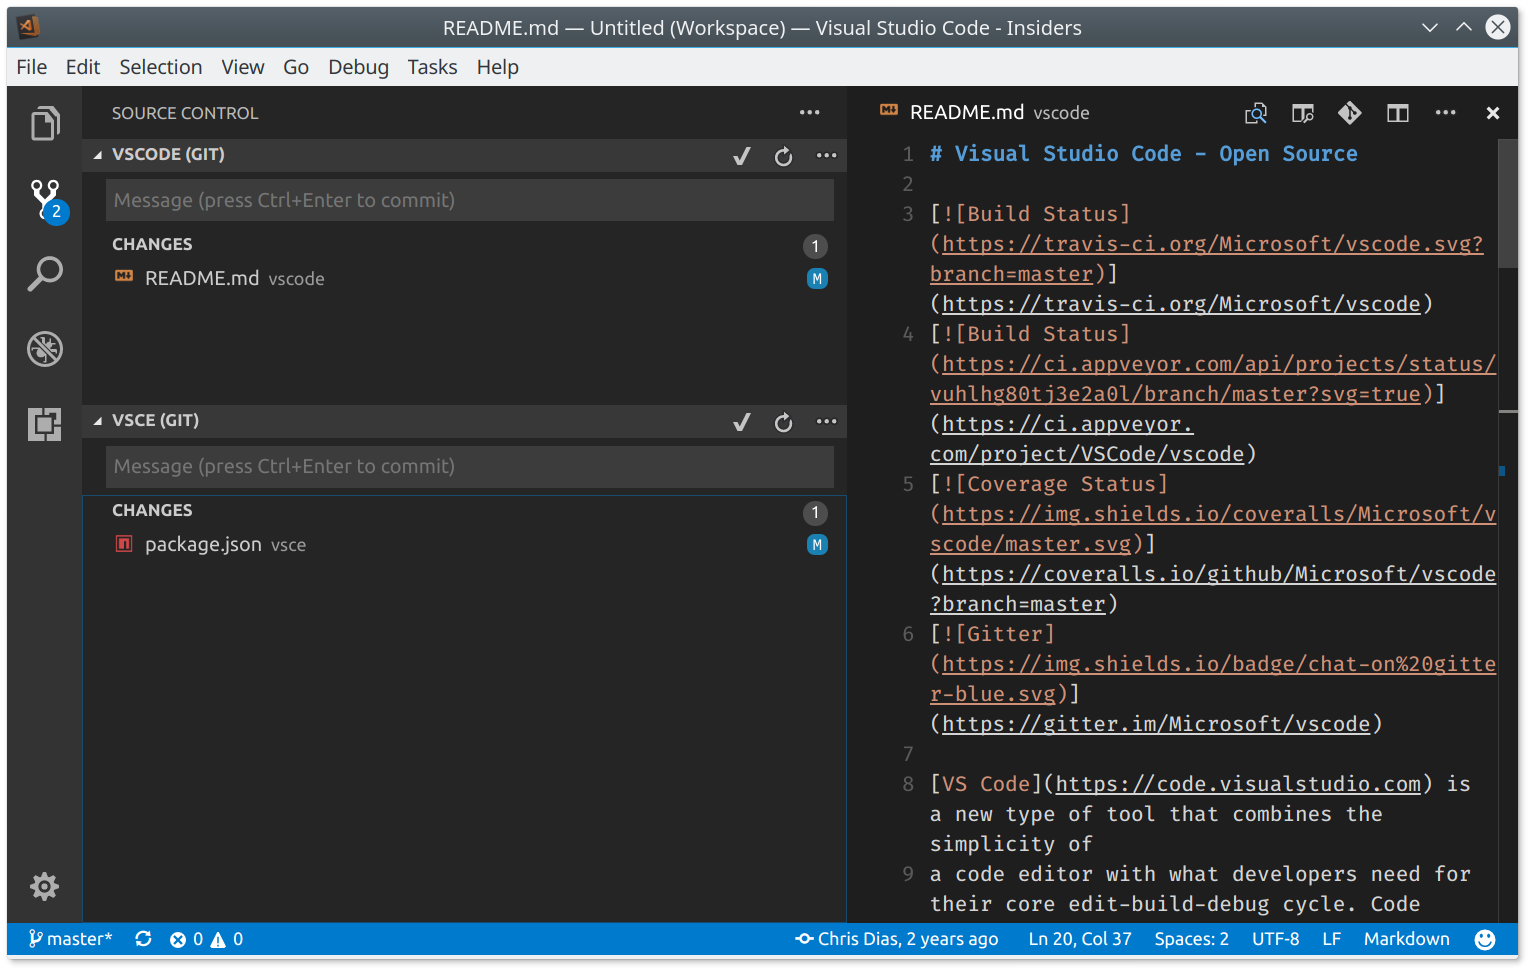 README.md — Untitled (Workspace) — Visual Studio Code - Insiders
File Edit Selection View Go Debug Tasks Help
SOURCE CONTROL
VSCODE (GIT)
Message (press Ctrl+Enter to commit)
CHANGES 1
README.md vscode M
VSCE (GIT)
Message (press Ctrl+Enter to commit)
CHANGES 1
package.json vsce M
2
README.md vscode
1 # Visual Studio Code - Open Source
2
3 [![Build Status]
(https://travis-ci.org/Microsoft/vscode.svg?
branch=master)]
(https://travis-ci.org/Microsoft/vscode)
4 [![Build Status]
(https://ci.appveyor.com/api/projects/status/
vuhlhg80tj3e2a0l/branch/master?svg=true)]
(https://ci.appveyor.
com/project/VSCode/vscode)
5 [![Coverage Status]
(https://img.shields.io/coveralls/Microsoft/v
scode/master.svg)]
(https://coveralls.io/github/Microsoft/vscode
?branch=master)
6 [![Gitter]
(https://img.shields.io/badge/chat-on%20gitte
r-blue.svg)]
(https://gitter.im/Microsoft/vscode)
7
8 [VS Code](https://code.visualstudio.com) is
a new type of tool that combines the
simplicity of
9 a code editor with what developers need for
their core edit-build-debug cycle. Code
master* 0 0 Chris Dias, 2 years ago Ln 20, Col 37 Spaces: 2 UTF-8 LF Markdown